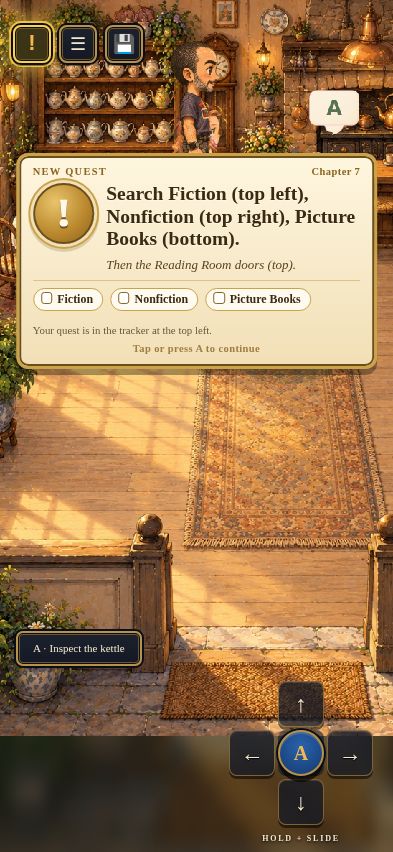 !
A
NEW QUEST
Chapter 7
!
Search Fiction (top left),
Nonfiction (top right), Picture
Books (bottom).
Then the Reading Room doors (top).
Fiction
Nonfiction
Picture Books
Your quest is in the tracker at the top left.
Tap or press A to continue
A · Inspect the kettle
↑
← A →
↓
HOLD + SLIDE